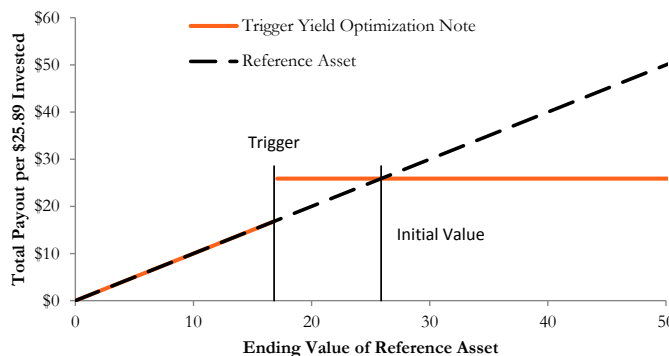 Total Payout per $25.89 Invested
$60
$50
$40
$30
$20
$10
$0
Trigger Yield Optimization Note
Reference Asset
Trigger
Initial Value
0
10
20
30
40
50
Ending Value of Reference Asset